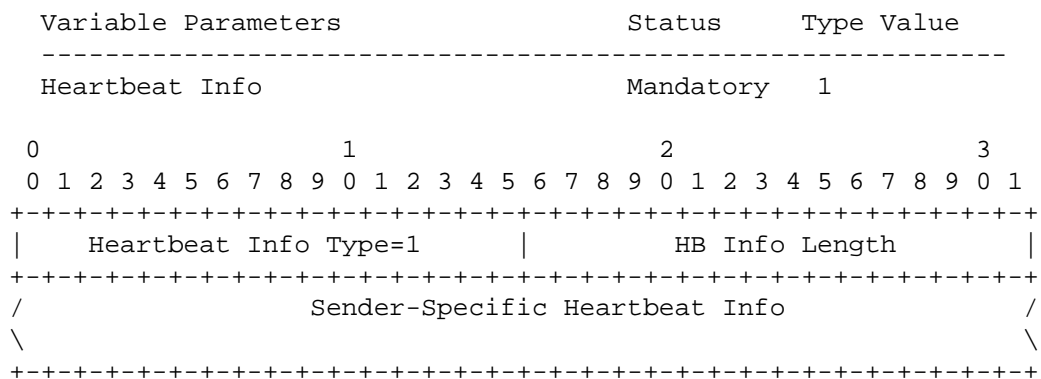 Variable Parameters                  Status     Type Value
-------------------------------------------------------------
Heartbeat Info                       Mandatory   1
 0                   1                   2                   3
 0 1 2 3 4 5 6 7 8 9 0 1 2 3 4 5 6 7 8 9 0 1 2 3 4 5 6 7 8 9 0 1
+-+-+-+-+-+-+-+-+-+-+-+-+-+-+-+-+-+-+-+-+-+-+-+-+-+-+-+-+-+-+-+-+
|    Heartbeat Info Type=1      |         HB Info Length        |
+-+-+-+-+-+-+-+-+-+-+-+-+-+-+-+-+-+-+-+-+-+-+-+-+-+-+-+-+-+-+-+-+
/                  Sender-Specific Heartbeat Info               /
\                                                               \
+-+-+-+-+-+-+-+-+-+-+-+-+-+-+-+-+-+-+-+-+-+-+-+-+-+-+-+-+-+-+-+-+